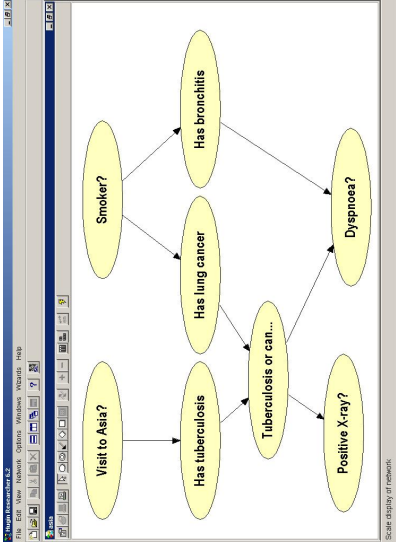 Hugin Researcher 6.2
File Edit View Network Options Windows Wizards Help
asia
Visit to Asia?
Smoker?
Has tuberculosis
Has lung cancer
Has bronchitis
Tuberculosis or can...
Positive X-ray?
Dyspnoea?
Scale display of network